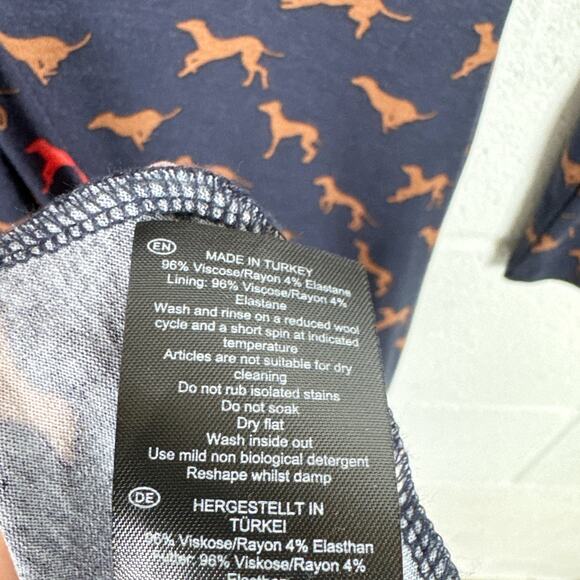 EN
MADE IN TURKEY
96% Viscose/Rayon 4% Elastane
Lining: 96% Viscose/Rayon 4%
Elastane
Wash and rinse on a reduced wool
cycle and a short spin at indicated
temperature
Articles are not suitable for dry
cleaning
Do not rub isolated stains
Do not soak
Dry flat
Wash inside out
Use mild non biological detergent
Reshape whilst damp
DE
HERGESTELLT IN
TÜRKEI
96% Viskose/Rayon 4% Elasthan
96% Viskose/Rayon 4%
Elasthan